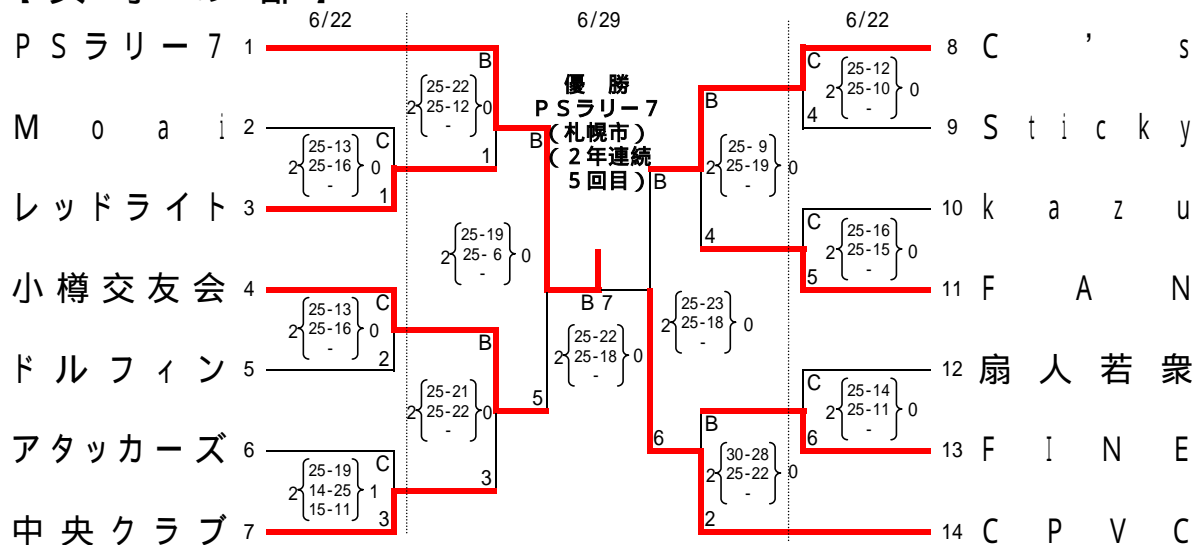 6/22
6/29
6/22
PSラリー7 1
8 C's
B
C
25-22
25-12
-
2
0
優 勝
PSラリー7
(札幌市)
(2年連続
5回目)
25-12
25-10
-
2
0
B
4
Moai 2
9 Sticky
C
25-13
25-16
-
2
0
1
B
25- 9
25-19
-
2
0
B
レッドライト 3
1
10 kazu
C
25-19
25- 6
-
2
0
4
25-16
25-15
-
2
0
5
小樽交友会 4
11 FAN
C
B 7
25-13
25-16
-
2
0
2
B
25-22
25-18
-
2
0
25-23
25-18
-
2
0
ドルフィン 5
12 扇人若衆
C
25-21
25-22
-
2
0
5
B
25-14
25-11
-
2
0
6
アタッカーズ 6
6
13 FINE
C
25-19
14-25
15-11
2
1
3
30-28
25-22
-
2
0
中央クラブ 7
3
2
14 CPVC